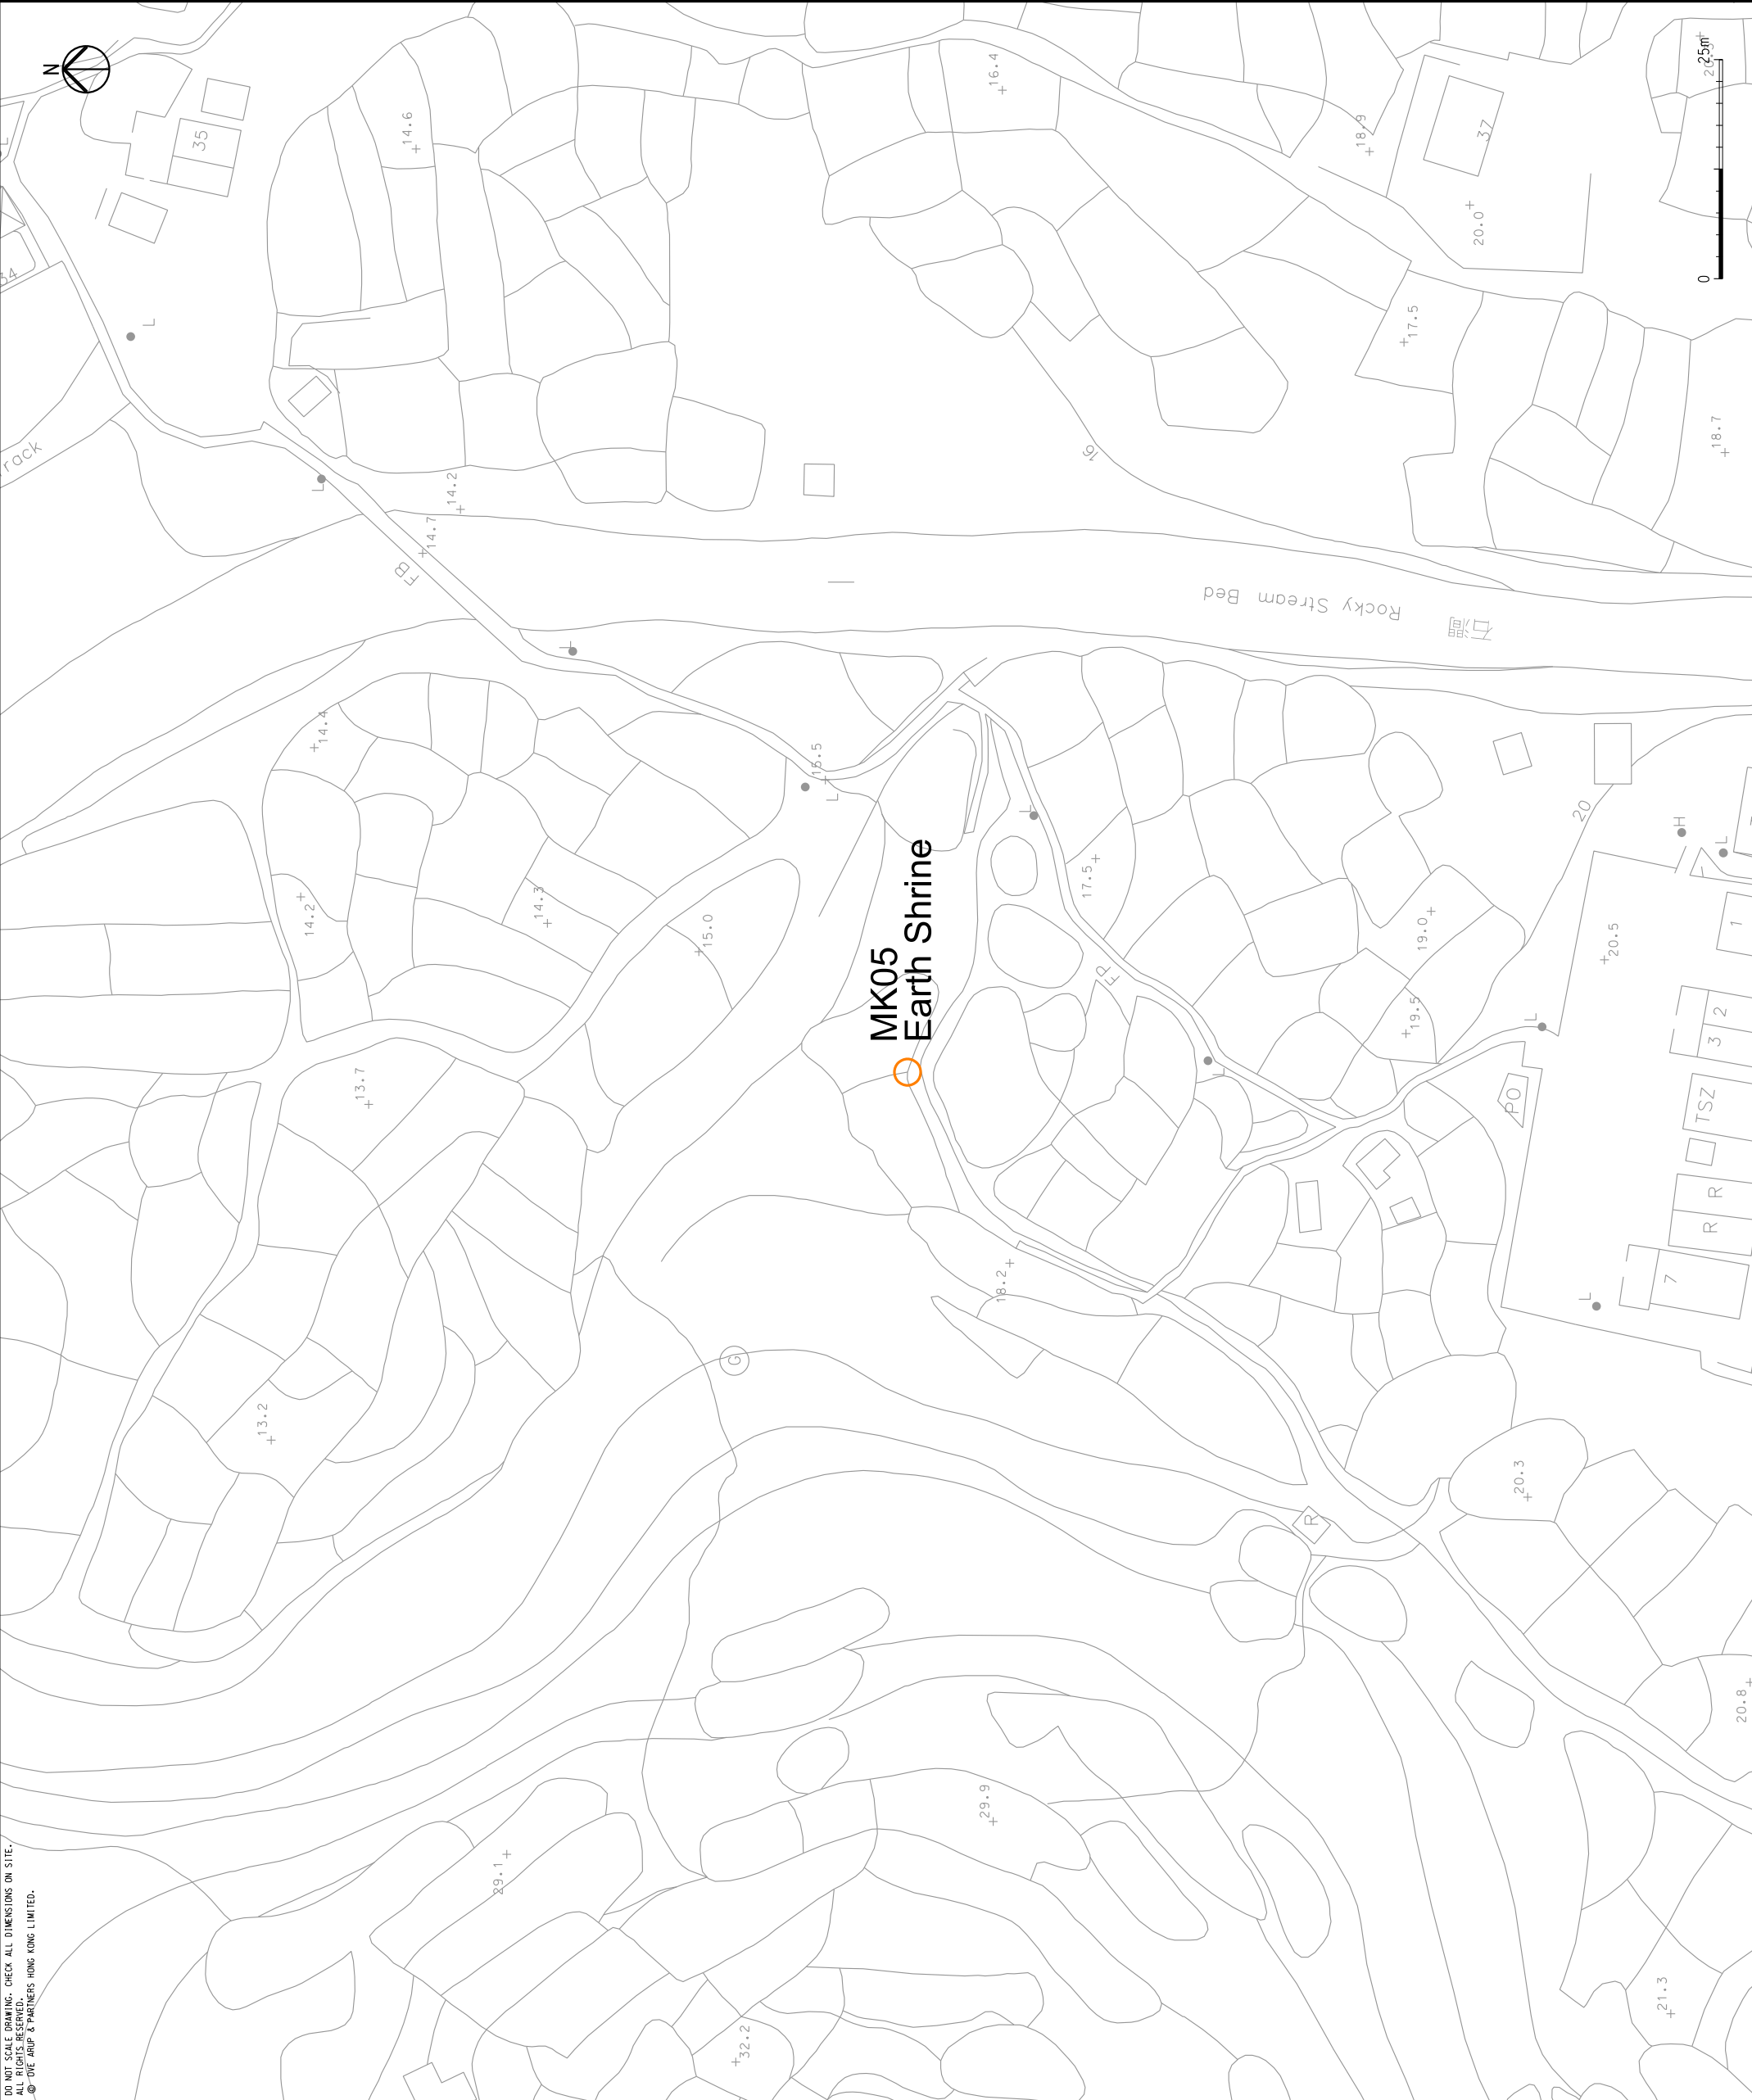 N
35
34
L
rack
14.6
16.4
18.9
37
20.0
25m
0
17.5
18.7
16
L
14.2
14.7
FB
L
L
Rocky Stream Bed
石澗
14.4
15.5
L
14.2
14.3
15.0
MK05
Earth Shrine
L
17.5
FP
19.0
19.5
20
20.5
H
L
1
2
3
L
L
PO
TSZ
R
R
7
L
13.7
18.2
13.2
G
R
20.3
20.8
29.9
29.1
32.2
21.3
DO NOT SCALE DRAWING. CHECK ALL DIMENSIONS ON SITE.
ALL RIGHTS RESERVED.
© OVE ARUP & PARTNERS HONG KONG LIMITED.